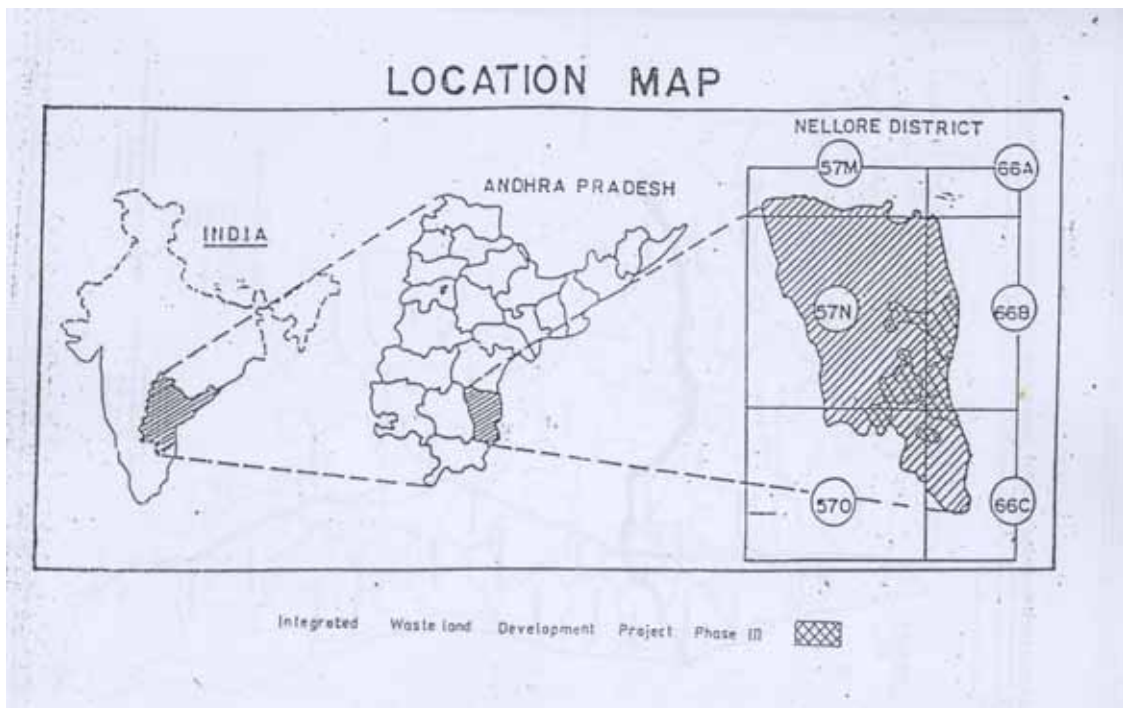 LOCATION MAP
NELLORE DISTRICT
57M
66A
ANDHRA PRADESH
INDIA
57N
66B
57O
66C
Integrated Waste land Development Project Phase III